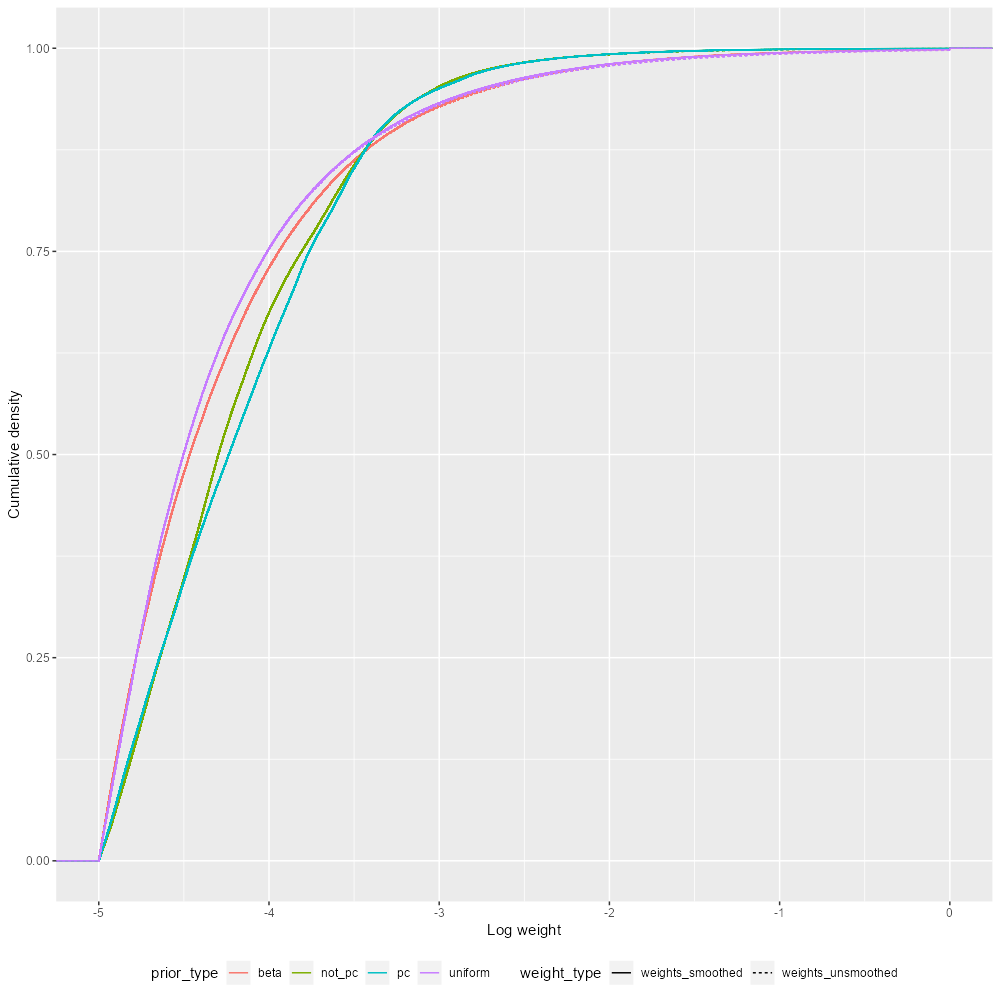 Cumulative density
1.00
0.75
0.50
0.25
0.00
-5 -4 -3 -2 -1 0
Log weight
prior_type beta not_pc pc uniform weight_type weights_smoothed weights_unsmoothed